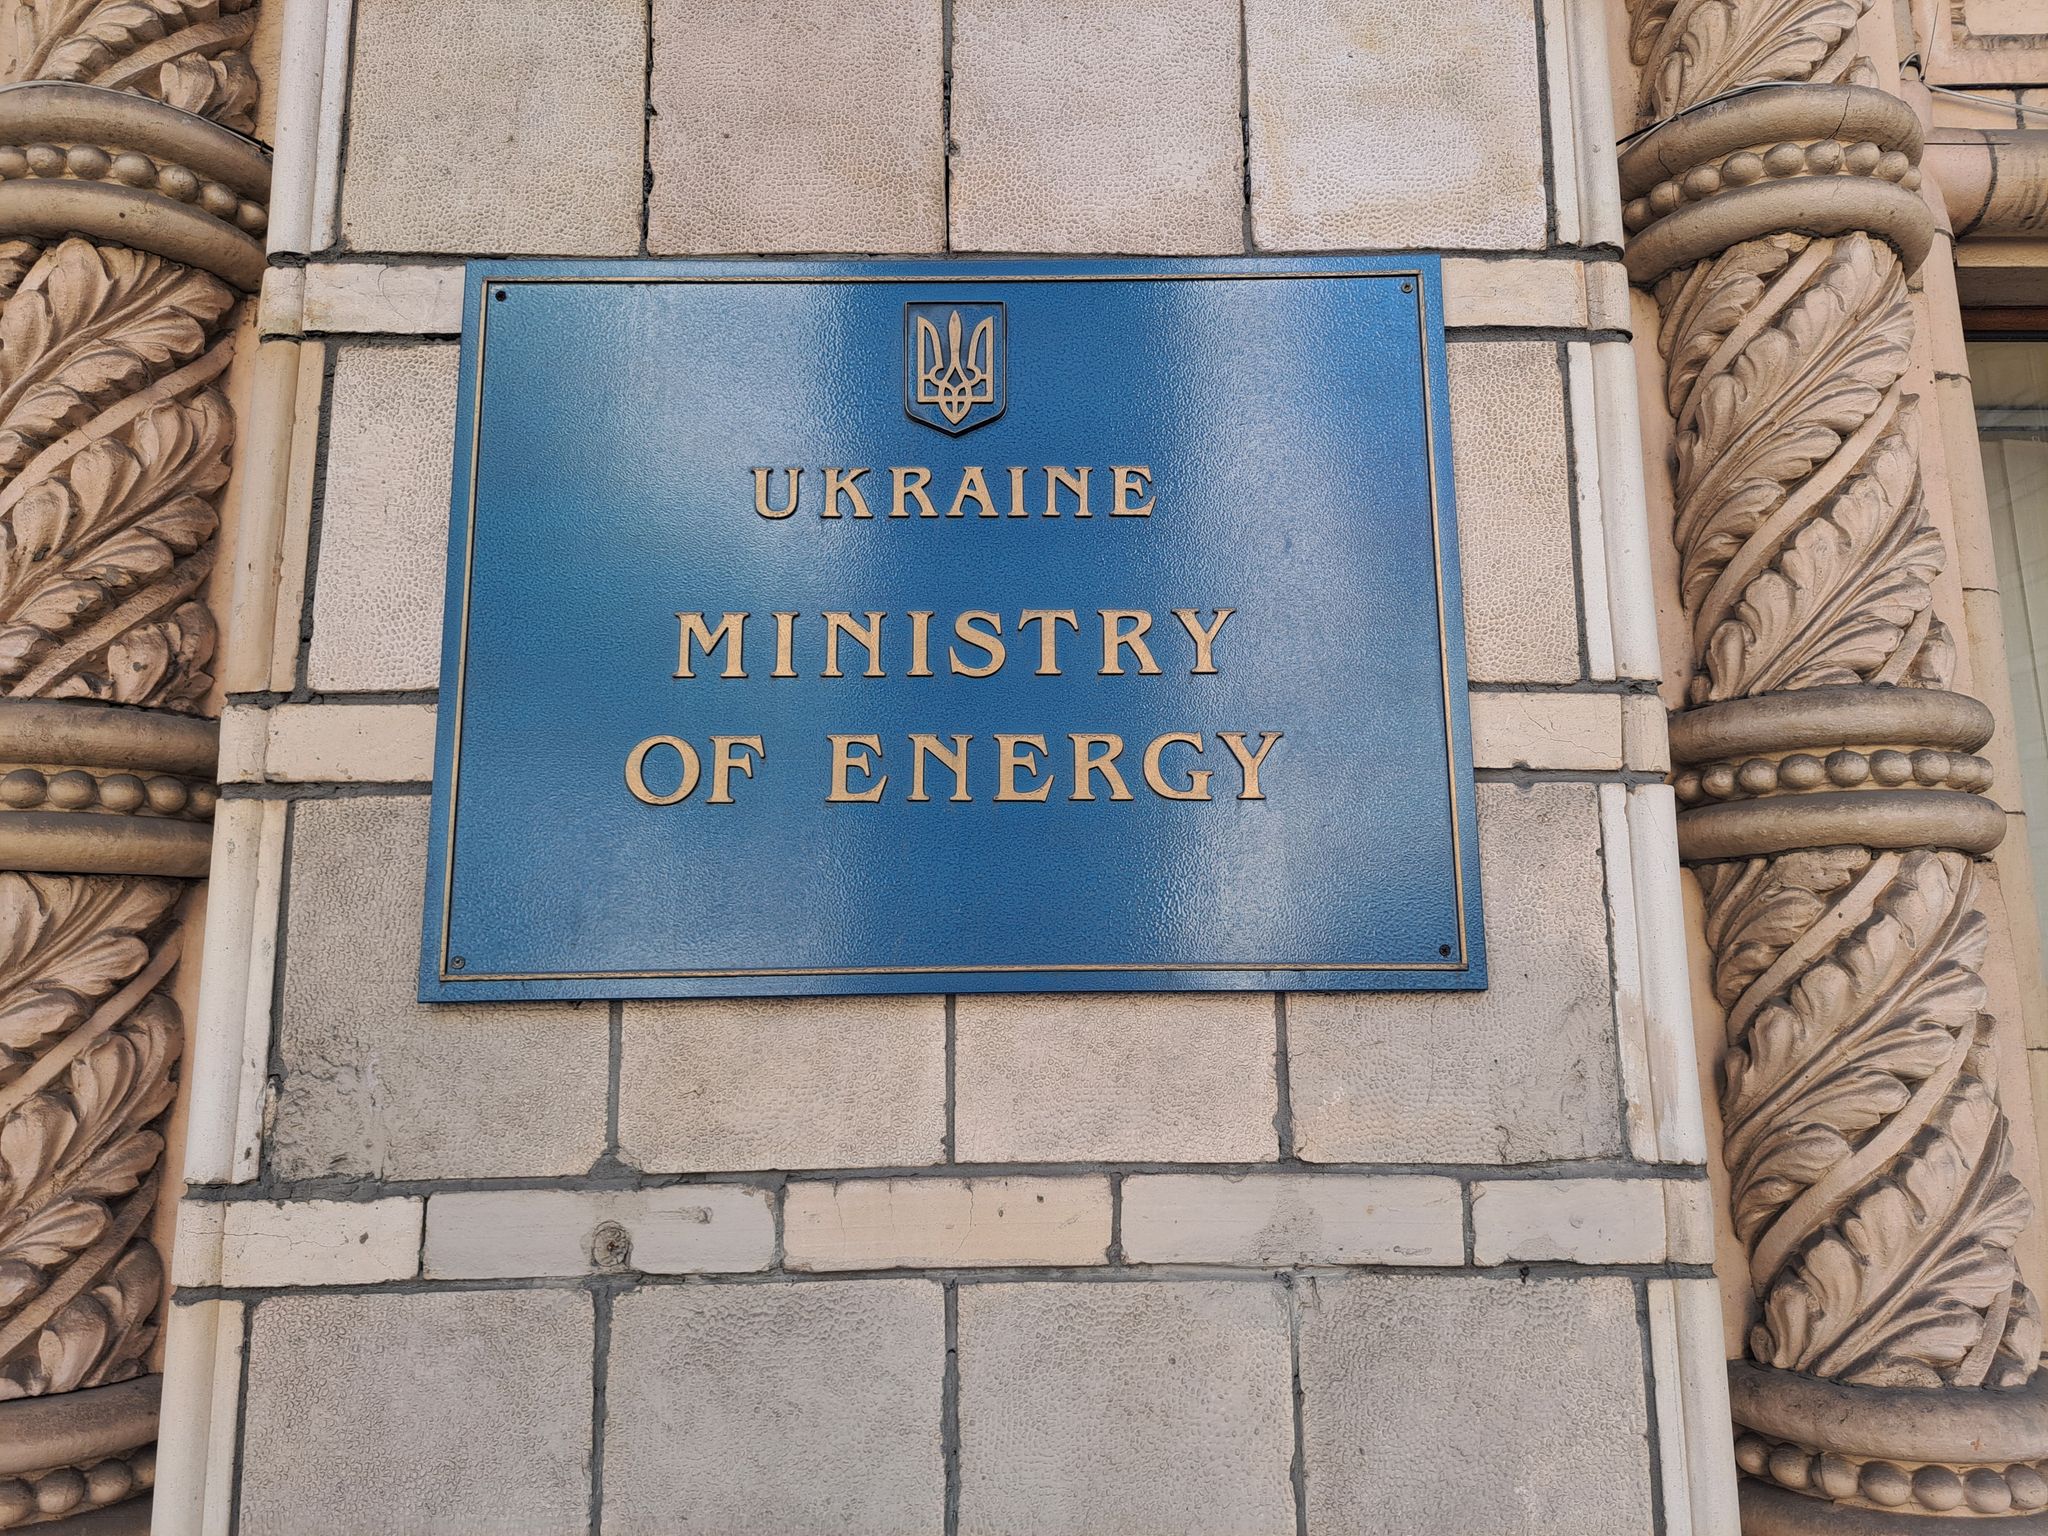 UKRAINE
MINISTRY
OF ENERGY